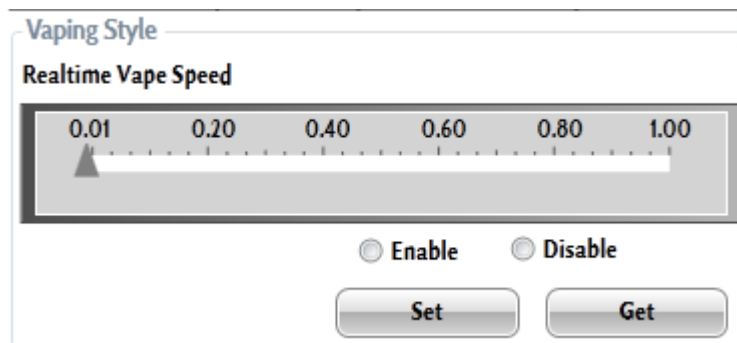 Vaping Style
Realtime Vape Speed
0.01 0.20 0.40 0.60 0.80 1.00
Enable Disable
Set Get